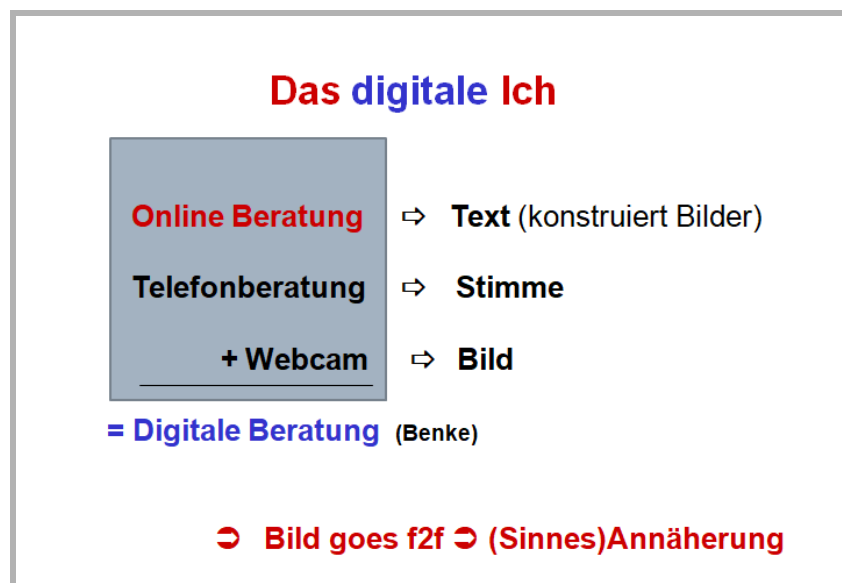 Das digitale Ich
Online Beratung ⇨ Text (konstruiert Bilder)
Telefonberatung ⇨ Stimme
+ Webcam ⇨ Bild
= Digitale Beratung (Benke)
➲ Bild goes f2f ➲ (Sinnes)Annäherung